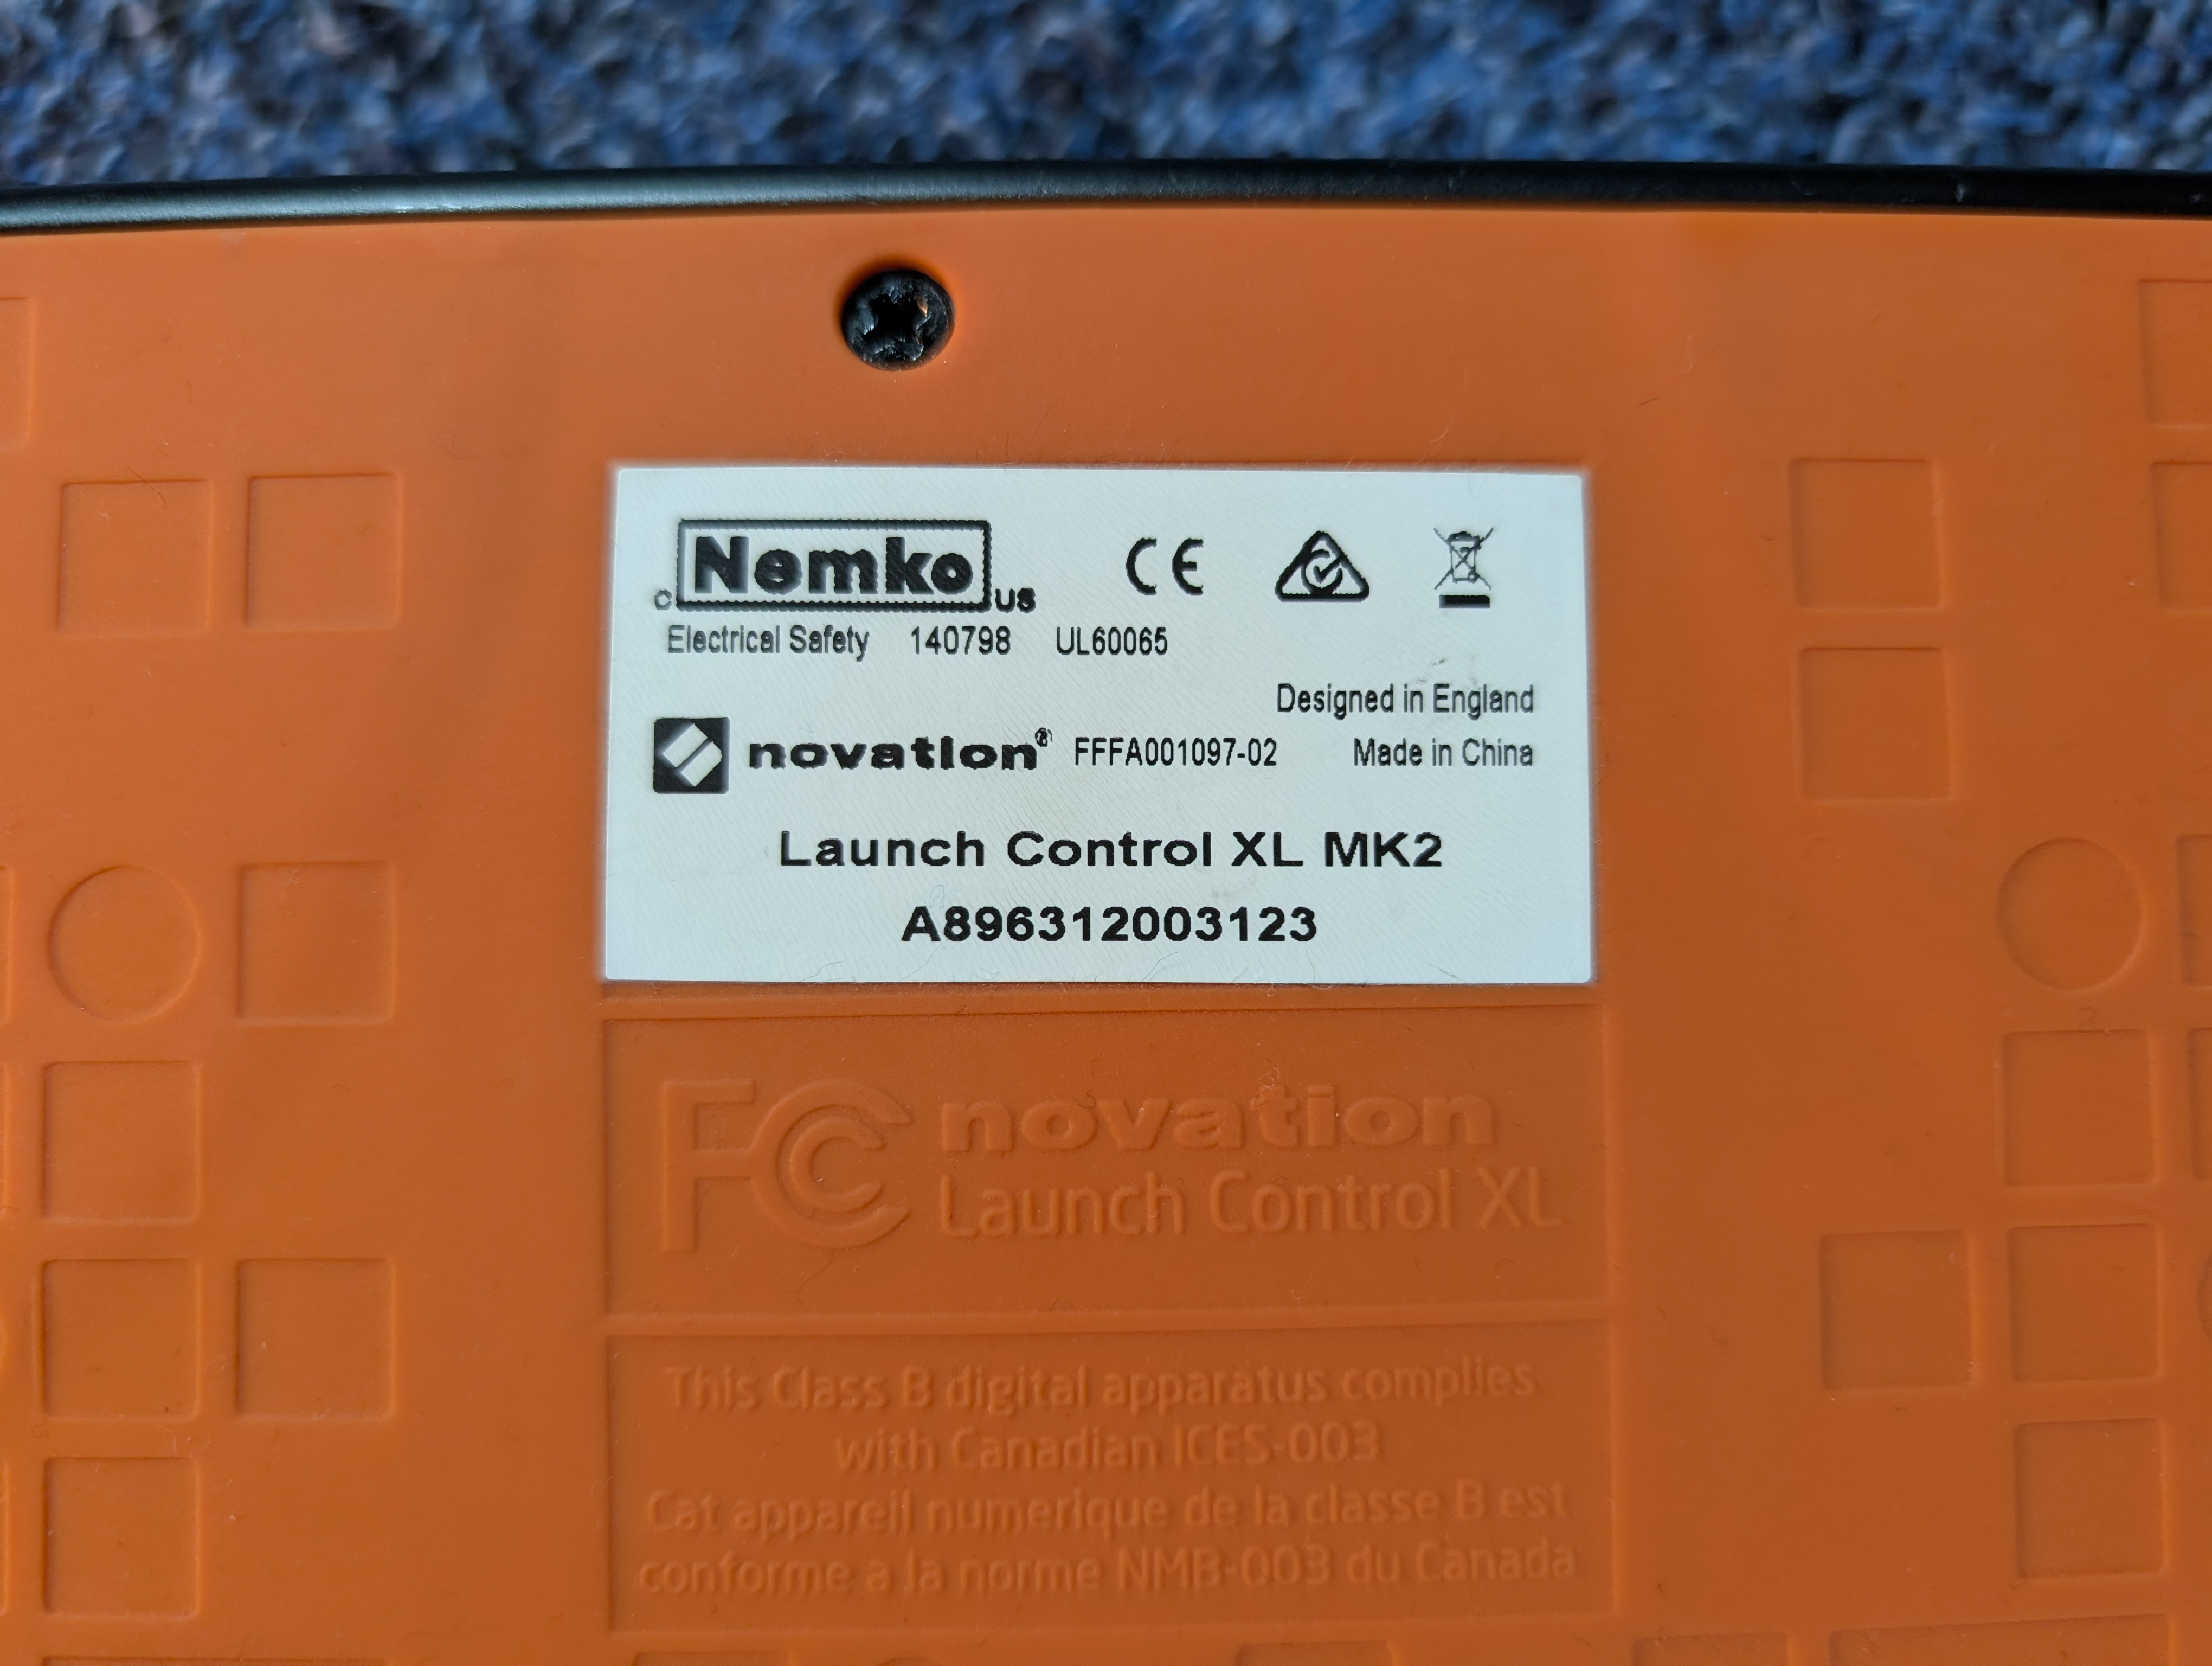 c Nemko US
CE
Electrical Safety 140798 UL60065
Designed in England
novation® FFFA001097-02 Made in China
Launch Control XL MK2
A896312003123
FC novation
Launch Control XL
This Class B digital apparatus complies
with Canadian ICES-003
Cat appareil numerique de la classe B est
conforme a la norme NMB-003 du Canada